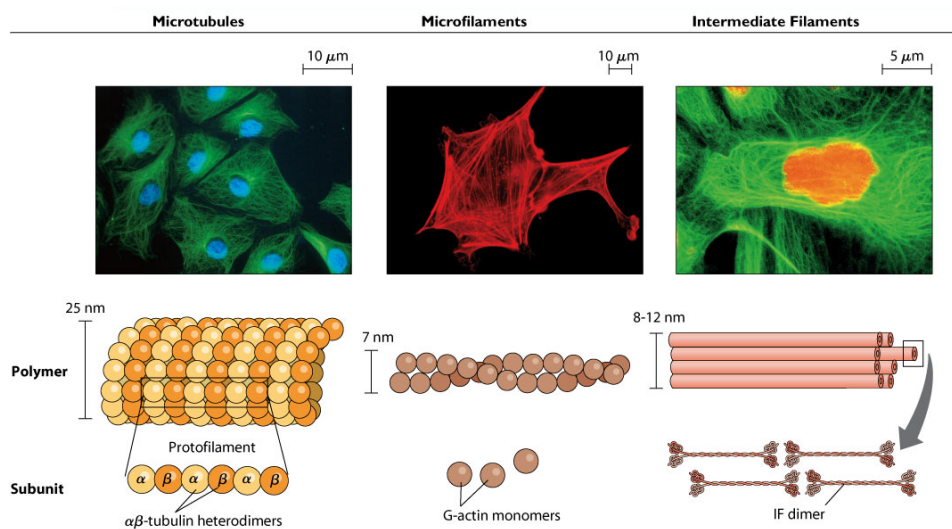 Microtubules
Microfilaments
Intermediate Filaments
10 μm
10 μm
5 μm
25 nm
7 nm
8-12 nm
Polymer
Protofilament
Subunit
α β α β α β
αβ-tubulin heterodimers
G-actin monomers
IF dimer